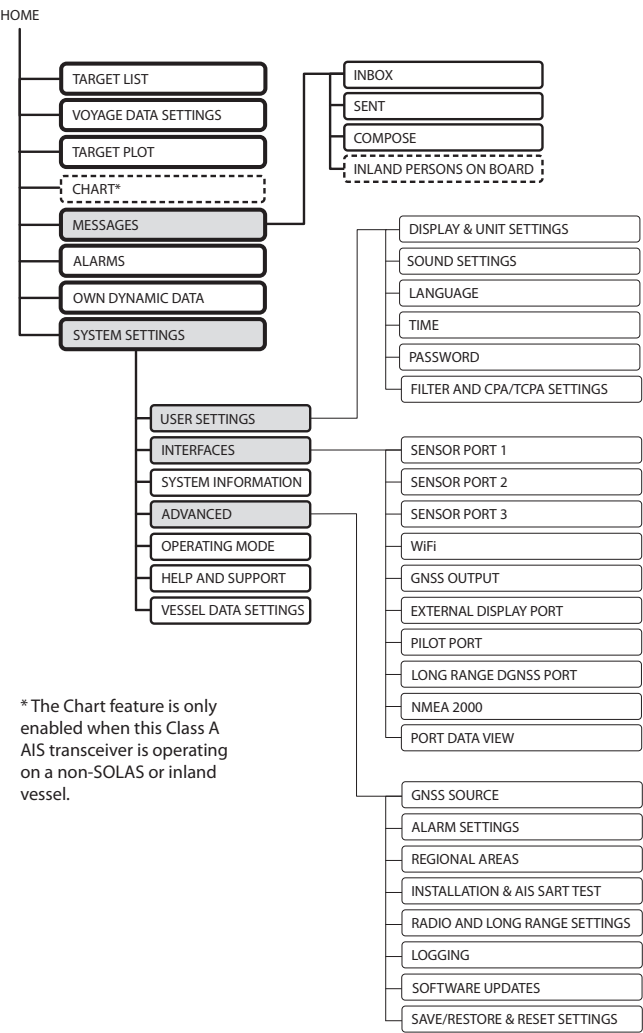 HOME
TARGET LIST
VOYAGE DATA SETTINGS
TARGET PLOT
CHART*
MESSAGES
ALARMS
OWN DYNAMIC DATA
SYSTEM SETTINGS
INBOX
SENT
COMPOSE
INLAND PERSONS ON BOARD
USER SETTINGS
INTERFACES
SYSTEM INFORMATION
ADVANCED
OPERATING MODE
HELP AND SUPPORT
VESSEL DATA SETTINGS
DISPLAY & UNIT SETTINGS
SOUND SETTINGS
LANGUAGE
TIME
PASSWORD
FILTER AND CPA/TCPA SETTINGS
SENSOR PORT 1
SENSOR PORT 2
SENSOR PORT 3
WiFi
GNSS OUTPUT
EXTERNAL DISPLAY PORT
PILOT PORT
LONG RANGE DGNSS PORT
NMEA 2000
PORT DATA VIEW
GNSS SOURCE
ALARM SETTINGS
REGIONAL AREAS
INSTALLATION & AIS SART TEST
RADIO AND LONG RANGE SETTINGS
LOGGING
SOFTWARE UPDATES
SAVE/RESTORE & RESET SETTINGS
* The Chart feature is only
enabled when this Class A
AIS transceiver is operating
on a non-SOLAS or inland
vessel.